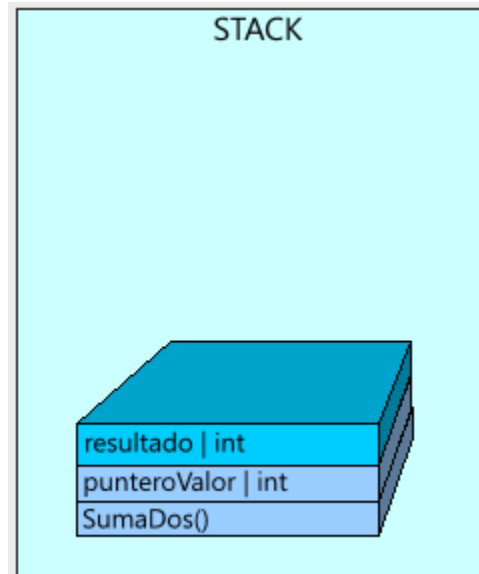 STACK
resultado | int
punteroValor | int
SumaDos()